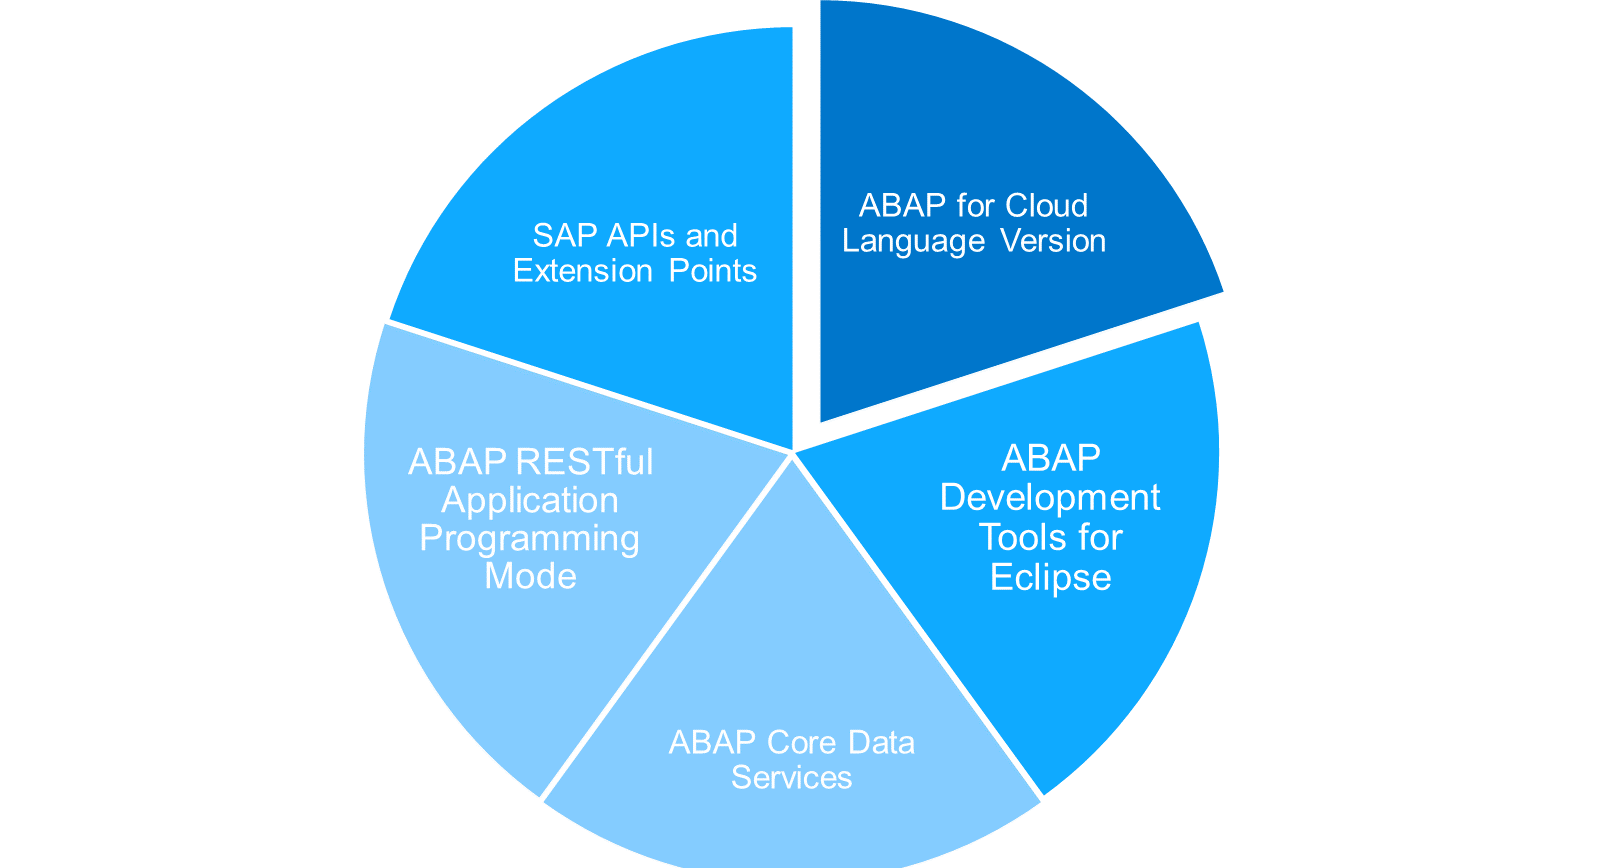 ABAP for Cloud
Language Version
SAP APIs and
Extension Points
ABAP
Development
Tools for
Eclipse
ABAP RESTful
Application
Programming
Mode
ABAP Core Data
Services